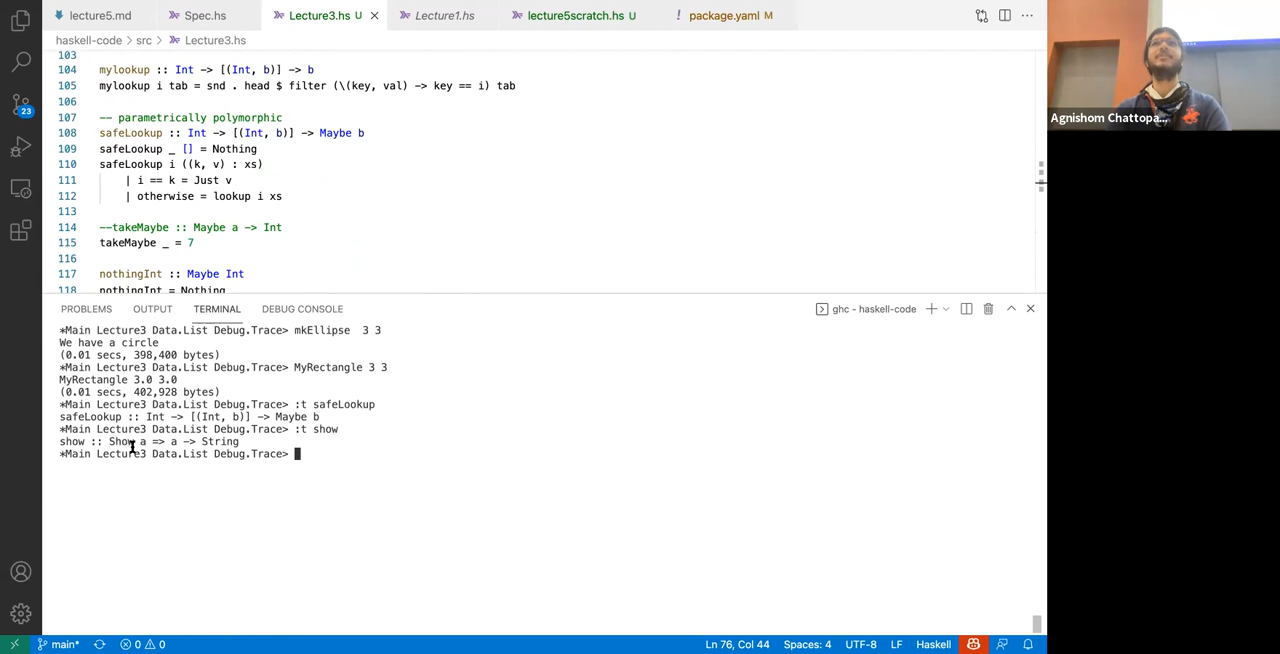 lecture5.md Spec.hs Lecture3.hs U Lecture1.hs lecture5scratch.hs U ! package.yaml M
haskell-code > src > Lecture3.hs
103
104 mylookup :: Int -> [(Int, b)] -> b
105 mylookup i tab = snd . head $ filter (\(key, val) -> key == i) tab
106
107 -- parametrically polymorphic
108 safeLookup :: Int -> [(Int, b)] -> Maybe b
109 safeLookup _ [] = Nothing
110 safeLookup i ((k, v) : xs)
111 | i == k = Just v
112 | otherwise = lookup i xs
113
114 --takeMaybe :: Maybe a -> Int
115 takeMaybe _ = 7
116
117 nothingInt :: Maybe Int
118 nothingInt = Nothing
Agnishom Chattopa...
23
PROBLEMS OUTPUT TERMINAL DEBUG CONSOLE ghc - haskell-code
*Main Lecture3 Data.List Debug.Trace> mkEllipse  3 3
We have a circle
(0.01 secs, 398,400 bytes)
*Main Lecture3 Data.List Debug.Trace> MyRectangle 3 3
MyRectangle 3.0 3.0
(0.01 secs, 402,928 bytes)
*Main Lecture3 Data.List Debug.Trace> :t safeLookup
safeLookup :: Int -> [(Int, b)] -> Maybe b
*Main Lecture3 Data.List Debug.Trace> :t show
show :: Show a => a -> String
*Main Lecture3 Data.List Debug.Trace>
main* 0 0 Ln 76, Col 44 Spaces: 4 UTF-8 LF Haskell